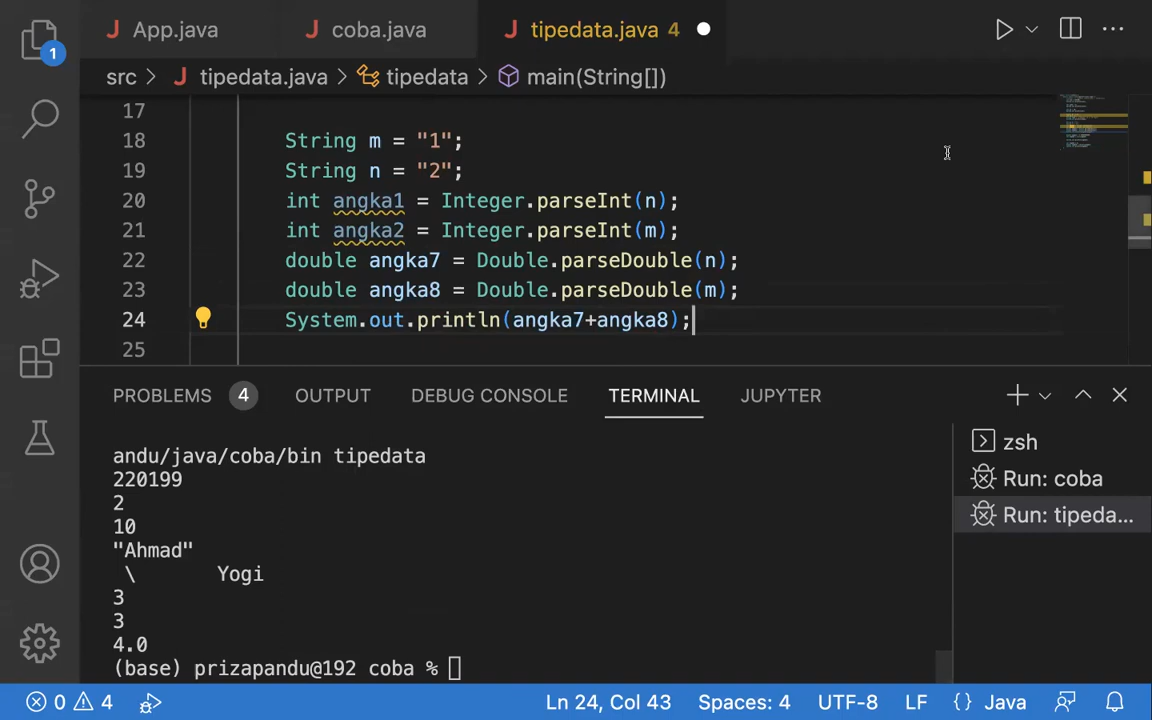 1
J App.java
J coba.java
J tipedata.java 4
src > J tipedata.java > tipedata > main(String[])
17
18 String m = "1";
19 String n = "2";
20 int angka1 = Integer.parseInt(n);
21 int angka2 = Integer.parseInt(m);
22 double angka7 = Double.parseDouble(n);
23 double angka8 = Double.parseDouble(m);
24 System.out.println(angka7+angka8);
25
PROBLEMS 4 OUTPUT DEBUG CONSOLE TERMINAL JUPYTER
andu/java/coba/bin tipedata
220199
2
10
"Ahmad"
\ Yogi
3
3
4.0
(base) prizapandu@192 coba %
zsh
Run: coba
Run: tipeda...
0 4 Ln 24, Col 43 Spaces: 4 UTF-8 LF {} Java